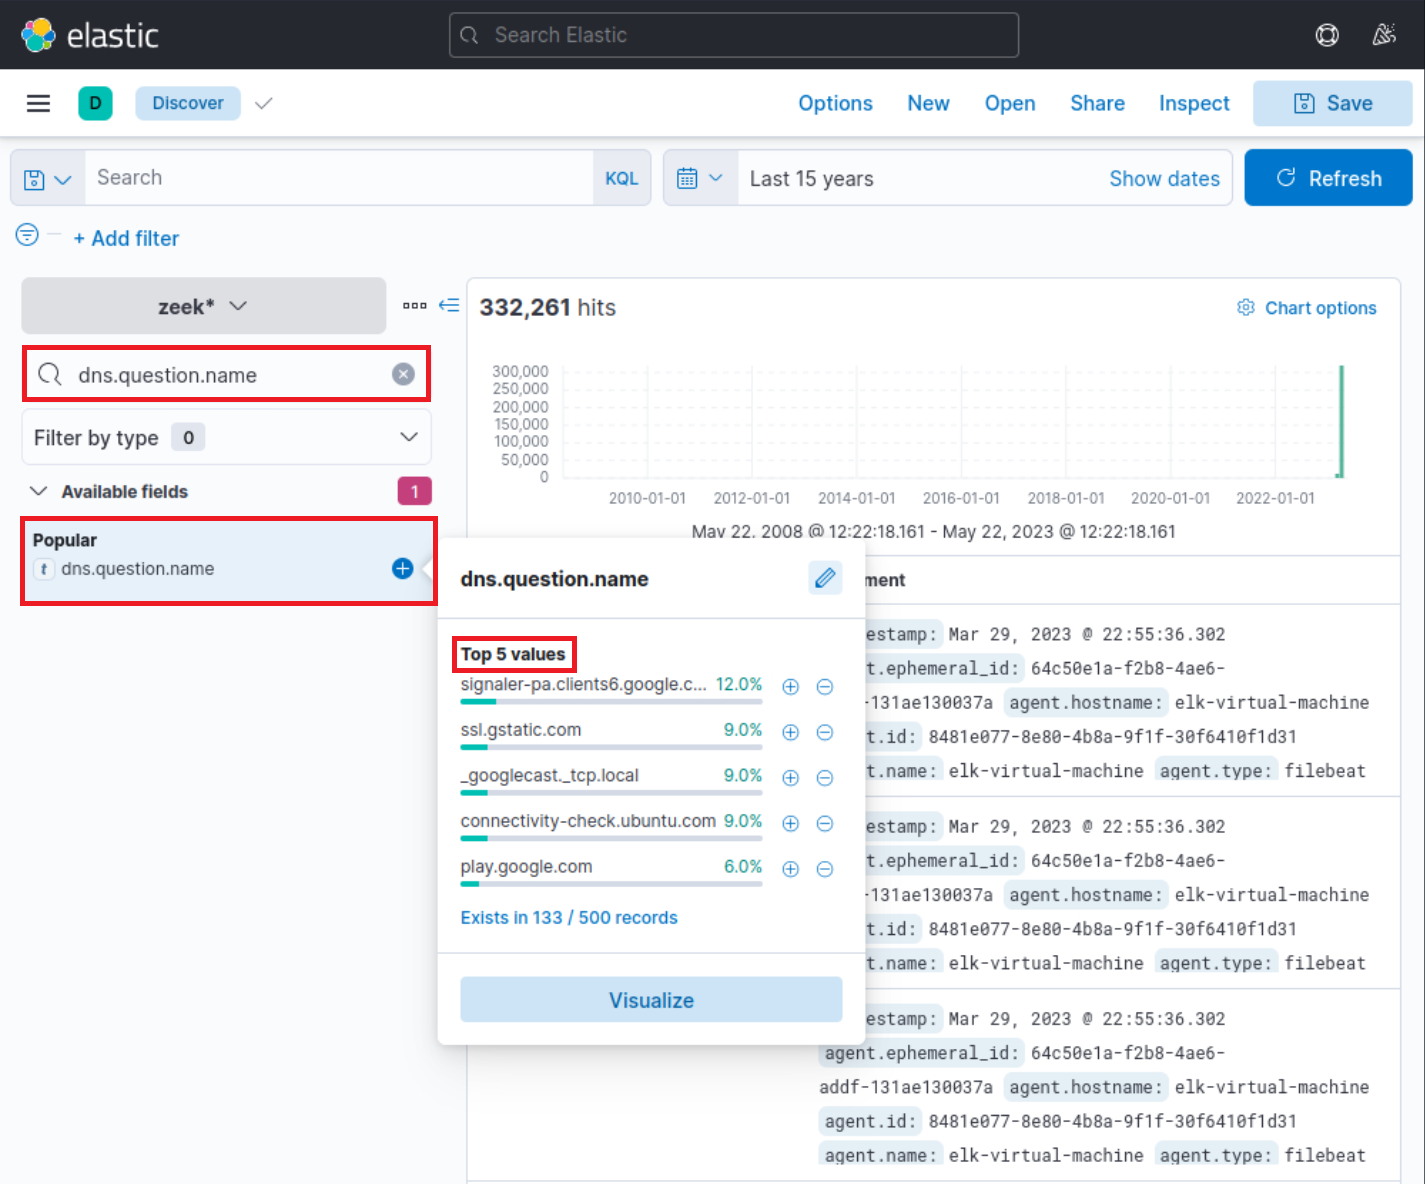 elastic
Search Elastic
D
Discover
Options
New
Open
Share
Inspect
Save
Search
KQL
Last 15 years
Show dates
Refresh
+ Add filter
zeek*
332,261 hits
Chart options
dns.question.name
Filter by type 0
Available fields
1
Popular
t dns.question.name
300,000
250,000
200,000
150,000
100,000
50,000
0
2010-01-01
2012-01-01
2014-01-01
2016-01-01
2018-01-01
2020-01-01
2022-01-01
May 22, 2008 @ 12:22:18.161 - May 22, 2023 @ 12:22:18.161
dns.question.name
Top 5 values
signaler-pa.clients6.google.c... 12.0%
ssl.gstatic.com 9.0%
_googlecast._tcp.local 9.0%
connectivity-check.ubuntu.com 9.0%
play.google.com 6.0%
Exists in 133 / 500 records
Visualize
ment
estamp: Mar 29, 2023 @ 22:55:36.302
t.ephemeral_id: 64c50e1a-f2b8-4ae6-
-131ae130037a agent.hostname: elk-virtual-machine
t.id: 8481e077-8e80-4b8a-9f1f-30f6410f1d31
t.name: elk-virtual-machine agent.type: filebeat
estamp: Mar 29, 2023 @ 22:55:36.302
t.ephemeral_id: 64c50e1a-f2b8-4ae6-
-131ae130037a agent.hostname: elk-virtual-machine
t.id: 8481e077-8e80-4b8a-9f1f-30f6410f1d31
t.name: elk-virtual-machine agent.type: filebeat
estamp: Mar 29, 2023 @ 22:55:36.302
agent.ephemeral_id: 64c50e1a-f2b8-4ae6-
addf-131ae130037a agent.hostname: elk-virtual-machine
agent.id: 8481e077-8e80-4b8a-9f1f-30f6410f1d31
agent.name: elk-virtual-machine agent.type: filebeat